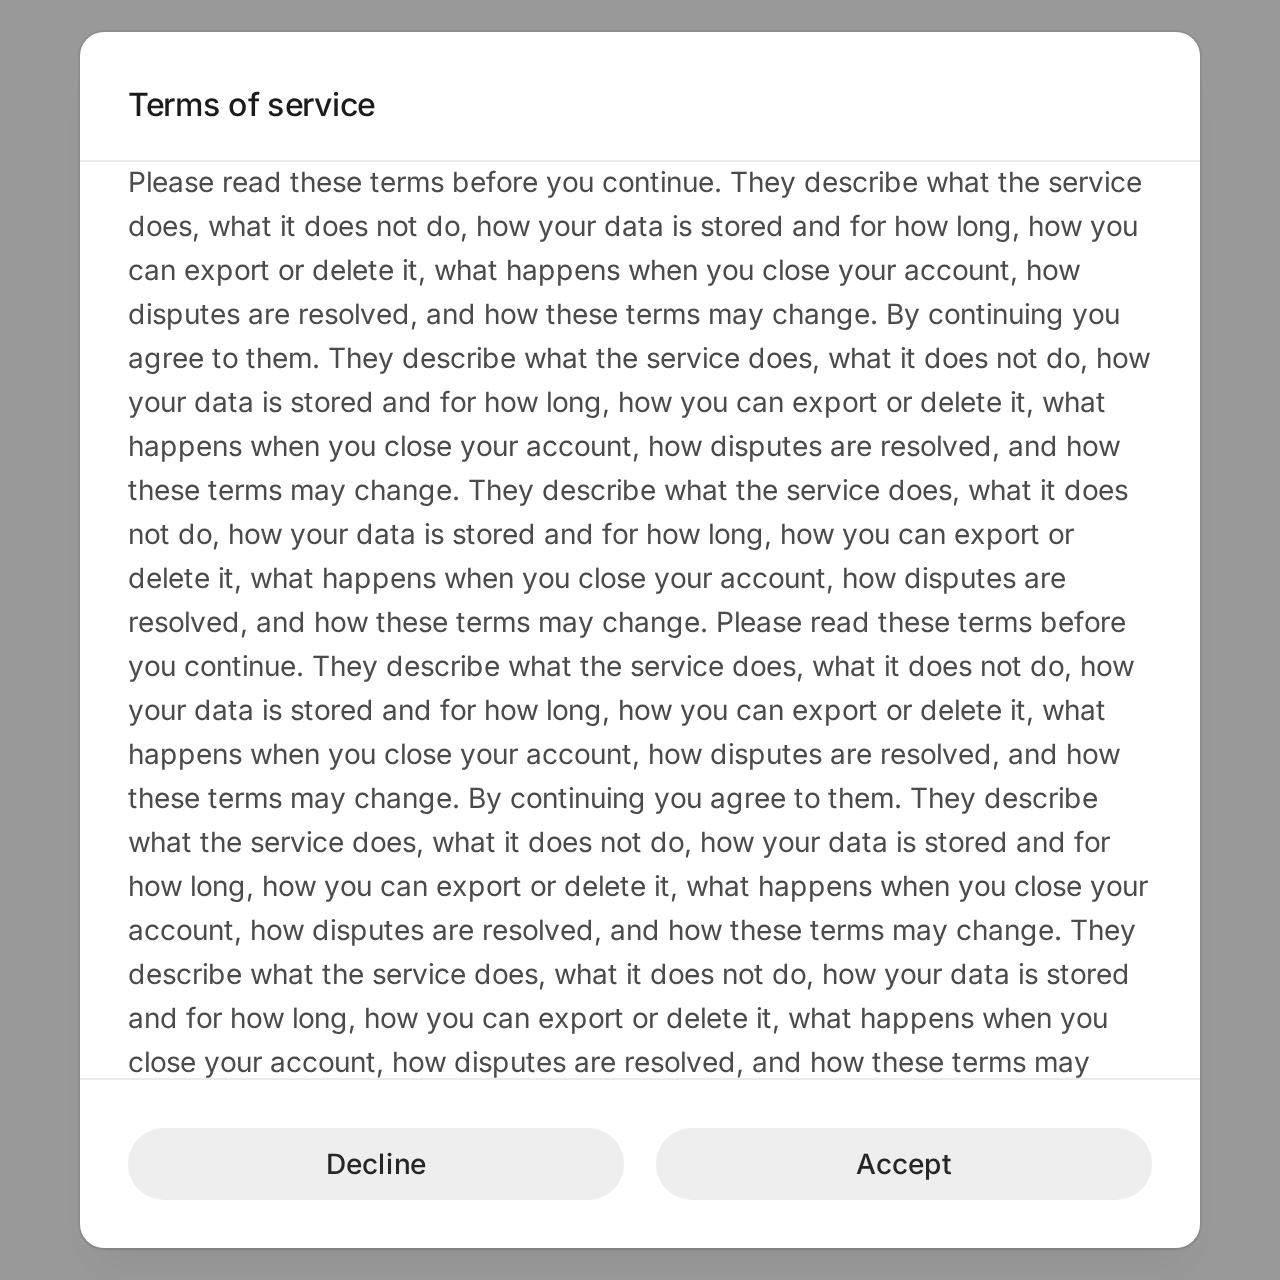 Terms of service
Please read these terms before you continue. They describe what the service
does, what it does not do, how your data is stored and for how long, how you
can export or delete it, what happens when you close your account, how
disputes are resolved, and how these terms may change. By continuing you
agree to them. They describe what the service does, what it does not do, how
your data is stored and for how long, how you can export or delete it, what
happens when you close your account, how disputes are resolved, and how
these terms may change. They describe what the service does, what it does
not do, how your data is stored and for how long, how you can export or
delete it, what happens when you close your account, how disputes are
resolved, and how these terms may change. Please read these terms before
you continue. They describe what the service does, what it does not do, how
your data is stored and for how long, how you can export or delete it, what
happens when you close your account, how disputes are resolved, and how
these terms may change. By continuing you agree to them. They describe
what the service does, what it does not do, how your data is stored and for
how long, how you can export or delete it, what happens when you close your
account, how disputes are resolved, and how these terms may change. They
describe what the service does, what it does not do, how your data is stored
and for how long, how you can export or delete it, what happens when you
close your account, how disputes are resolved, and how these terms may
Decline
Accept